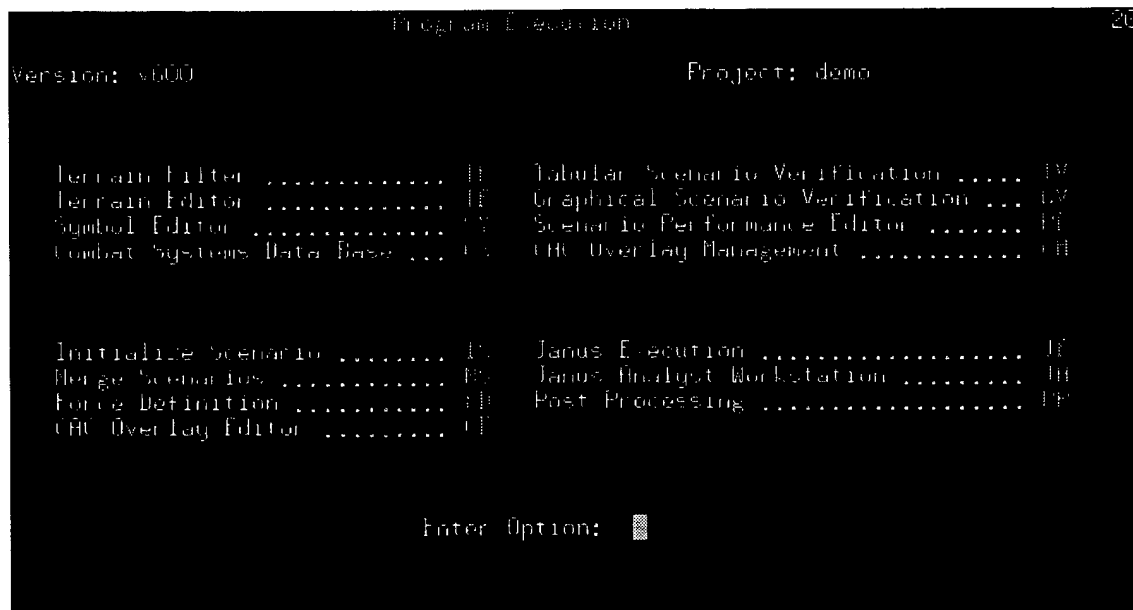 Program Execution 20
Version: v600 Project: demo
Terrain Filter ............. TF Tabular Scenario Verification ..... TV
Terrain Editor ............. TE Graphical Scenario Verification ... GV
Symbol Editor .............. SY Scenario Performance Editor ....... PE
Combat Systems Data Base ... CS CAC Overlay Management ............ CM
Initialize Scenario ........ IS Janus Execution ................... JE
Merge Scenarios ............ MS Janus Analyst Workstation ......... JA
Force Definition ........... FD Post Processing ................... PP
CAC Overlay Editor ......... CE
Enter Option: